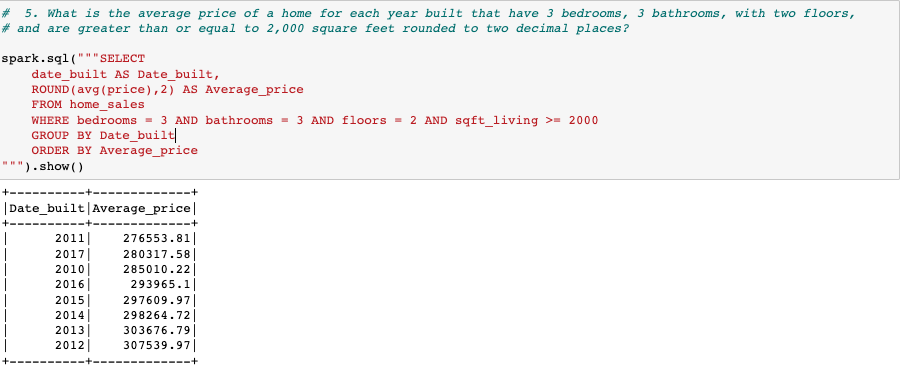 #  5. What is the average price of a home for each year built that have 3 bedrooms, 3 bathrooms, with two floors,
# and are greater than or equal to 2,000 square feet rounded to two decimal places?
spark.sql("""SELECT
    date_built AS Date_built,
    ROUND(avg(price),2) AS Average_price
    FROM home_sales
    WHERE bedrooms = 3 AND bathrooms = 3 AND floors = 2 AND sqft_living >= 2000
    GROUP BY Date_built
    ORDER BY Average_price
""").show()
+----------+-------------+
|Date_built|Average_price|
+----------+-------------+
|      2011|    276553.81|
|      2017|    280317.58|
|      2010|    285010.22|
|      2016|     293965.1|
|      2015|    297609.97|
|      2014|    298264.72|
|      2013|    303676.79|
|      2012|    307539.97|
+----------+-------------+